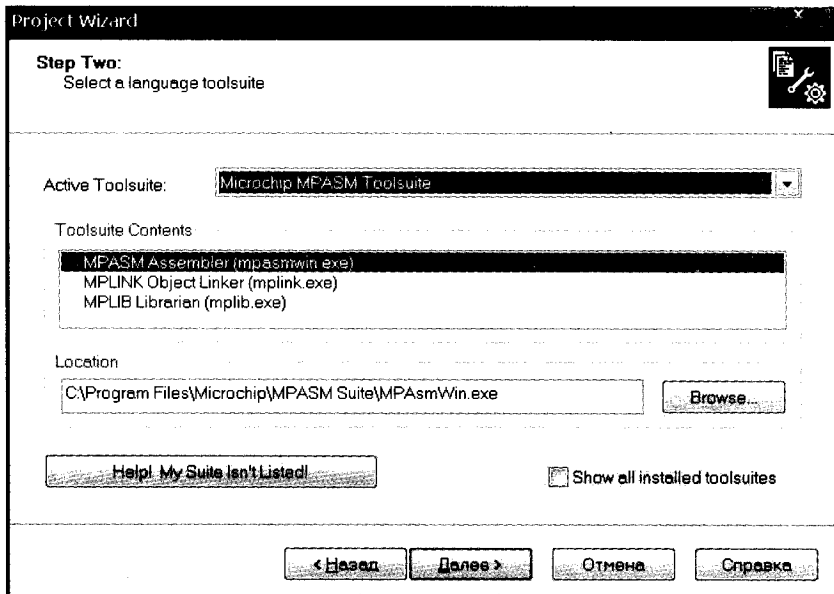 Project Wizard
Step Two:
Select a language toolsuite
Active Toolsuite: Microchip MPASM Toolsuite
Toolsuite Contents
MPASM Assembler (mpasmwin.exe)
MPLINK Object Linker (mplink.exe)
MPLIB Librarian (mplib.exe)
Location
C:\Program Files\Microchip\MPASM Suite\MPAsmWin.exe Browse...
Help! My Suite Isn't Listed! Show all installed toolsuites
< Назад Далее > Отмена Справка